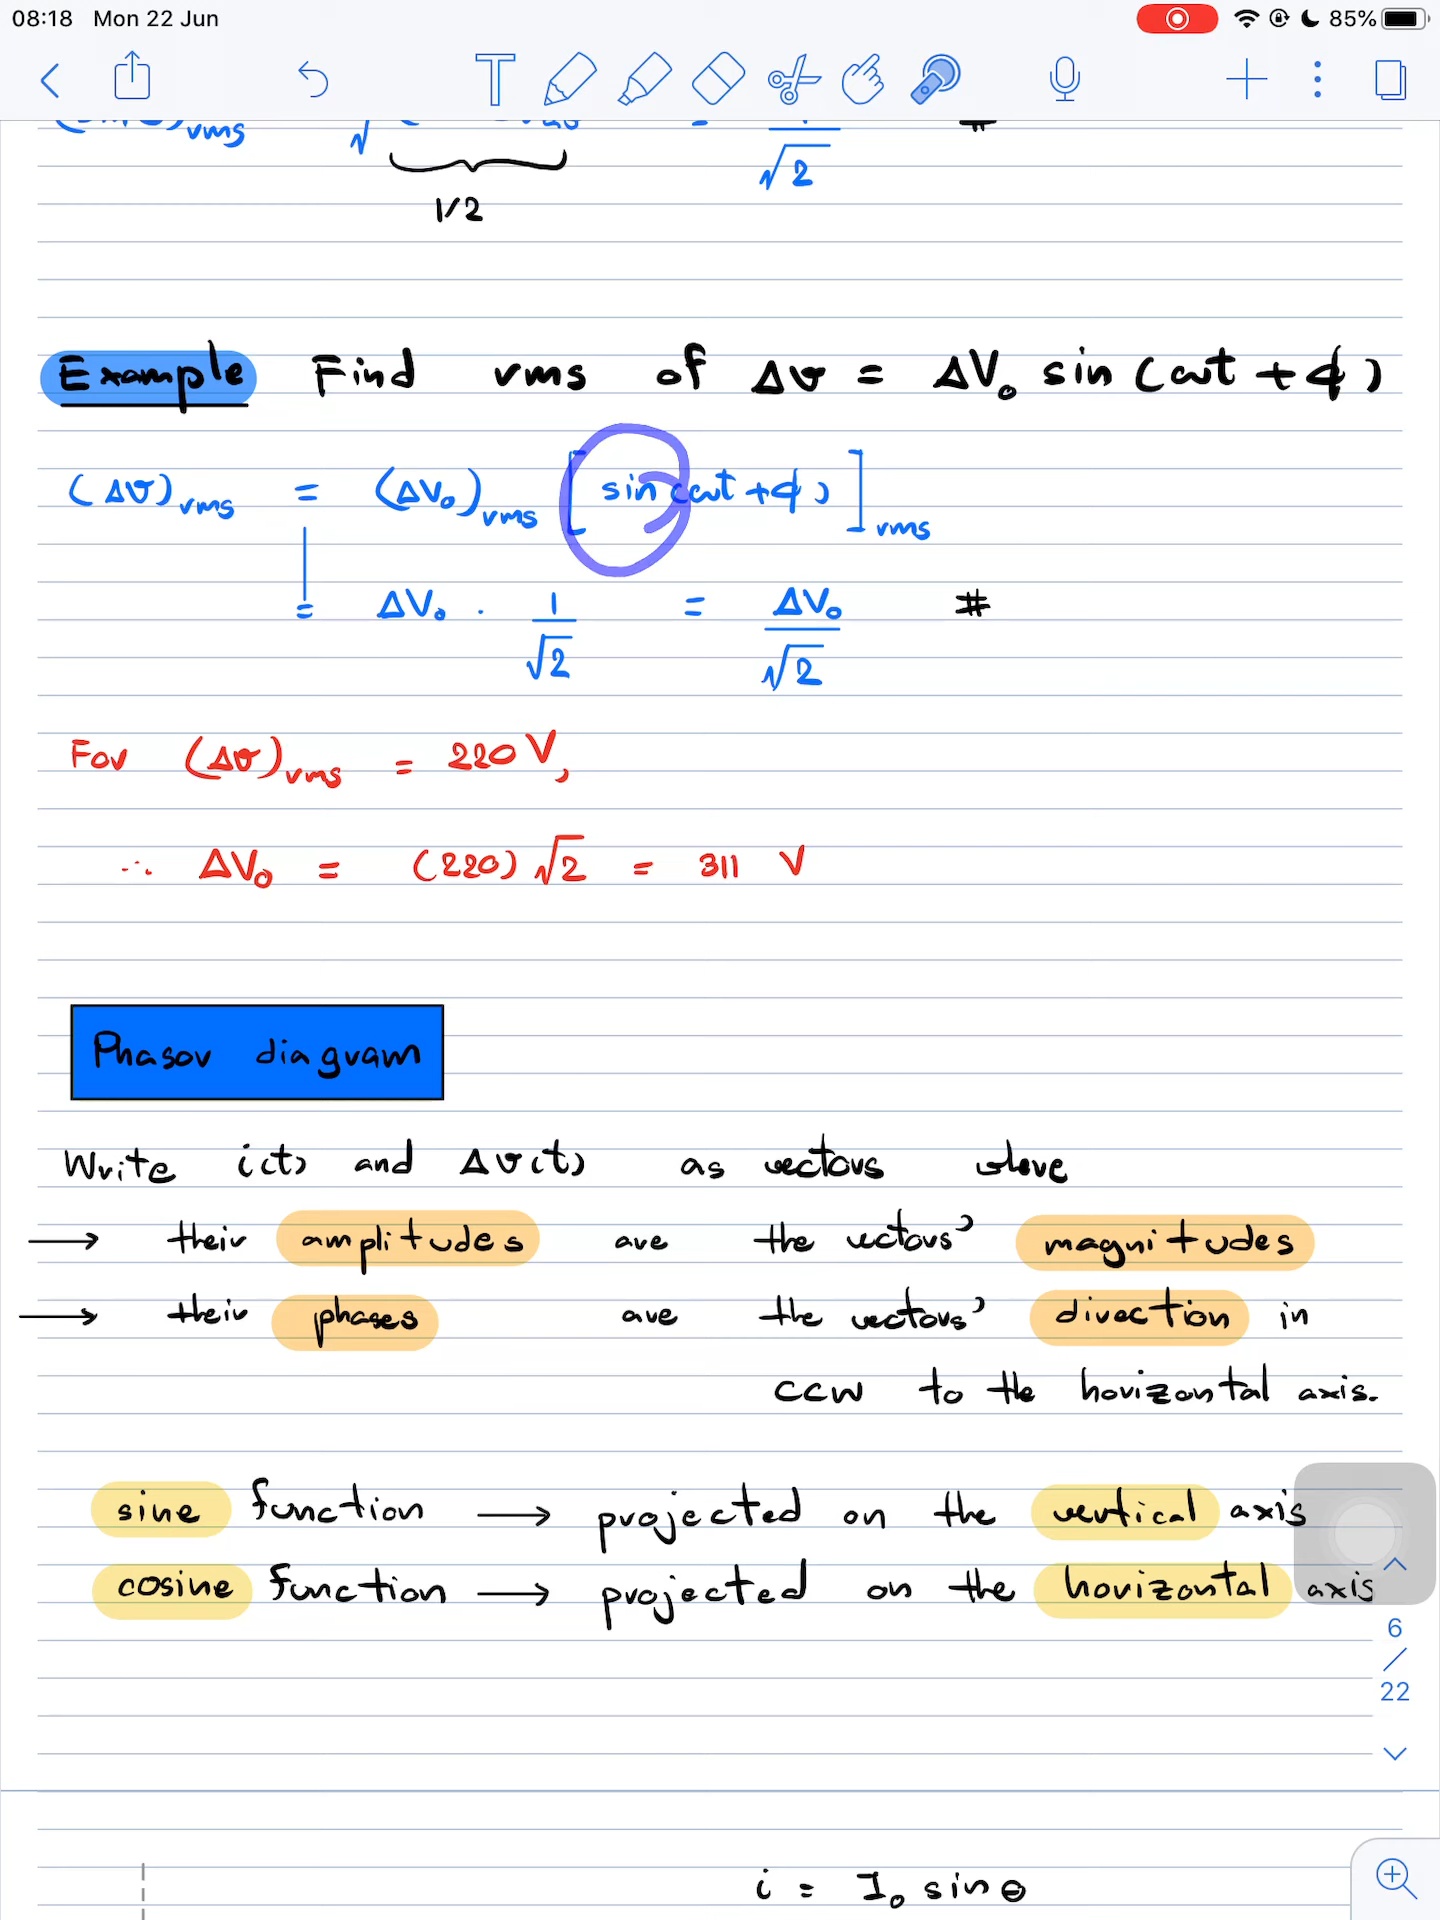 08:18 Mon 22 Jun 85%
rms √ = 1/√2 #
1/2
Example Find rms of Δv = ΔV₀ sin(ωt + ϕ)
(Δv)rms = (ΔV₀)rms [sin(ωt + ϕ)]rms
= ΔV₀ · 1/√2 = ΔV₀/√2 #
For (Δv)rms = 220 V,
∴ ΔV₀ = (220)√2 = 311 V
Phasor diagram
Write i(t) and Δv(t) as vectors where
→ their amplitudes are the vectors' magnitudes
→ their phases are the vectors' direction in
CCW to the horizontal axis.
sine function → projected on the vertical axis
cosine function → projected on the horizontal axis
6
/
22
i = I₀ sinθ